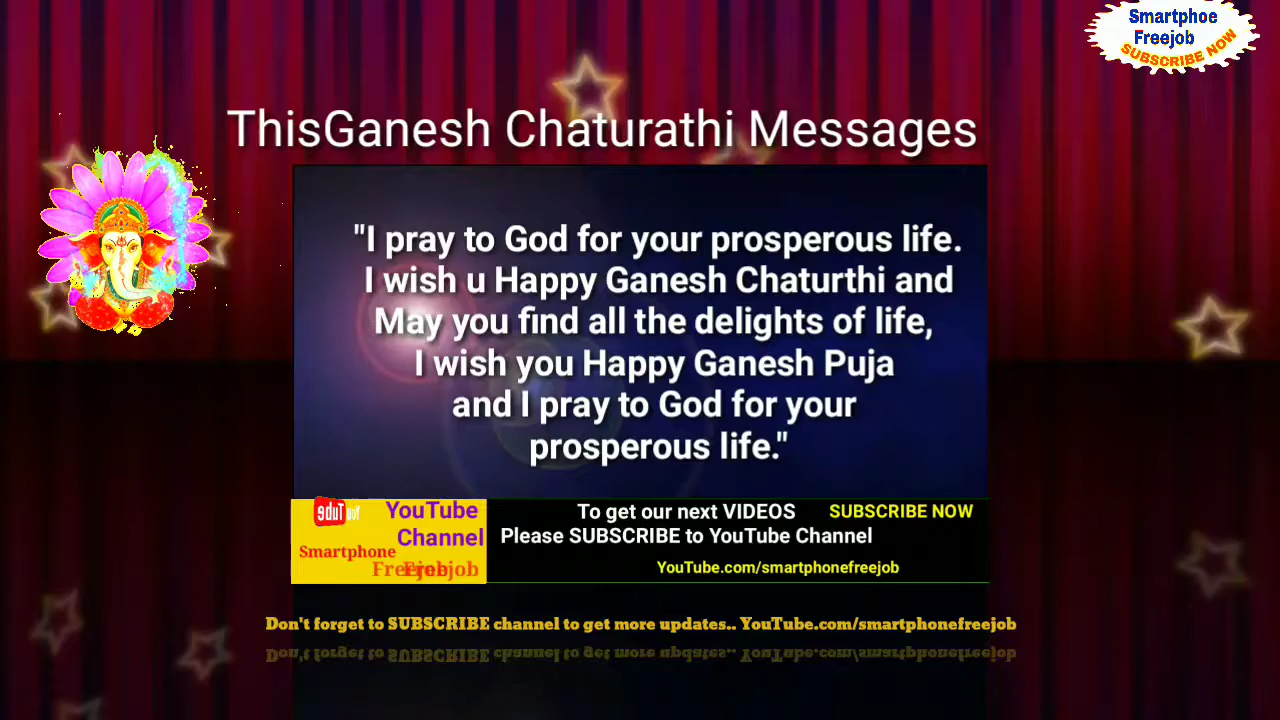 Smartphoe
Freejob
SUBSCRIBE NOW
ThisGanesh Chaturathi Messages
"I pray to God for your prosperous life.
I wish u Happy Ganesh Chaturthi and
May you find all the delights of life,
I wish you Happy Ganesh Puja
and I pray to God for your
prosperous life."
YouTube
Channel
Smartphone
Freejob
To get our next VIDEOS SUBSCRIBE NOW
Please SUBSCRIBE to YouTube Channel
YouTube.com/smartphonefreejob
Don't forget to SUBSCRIBE channel to get more updates.. YouTube.com/smartphonefreejob